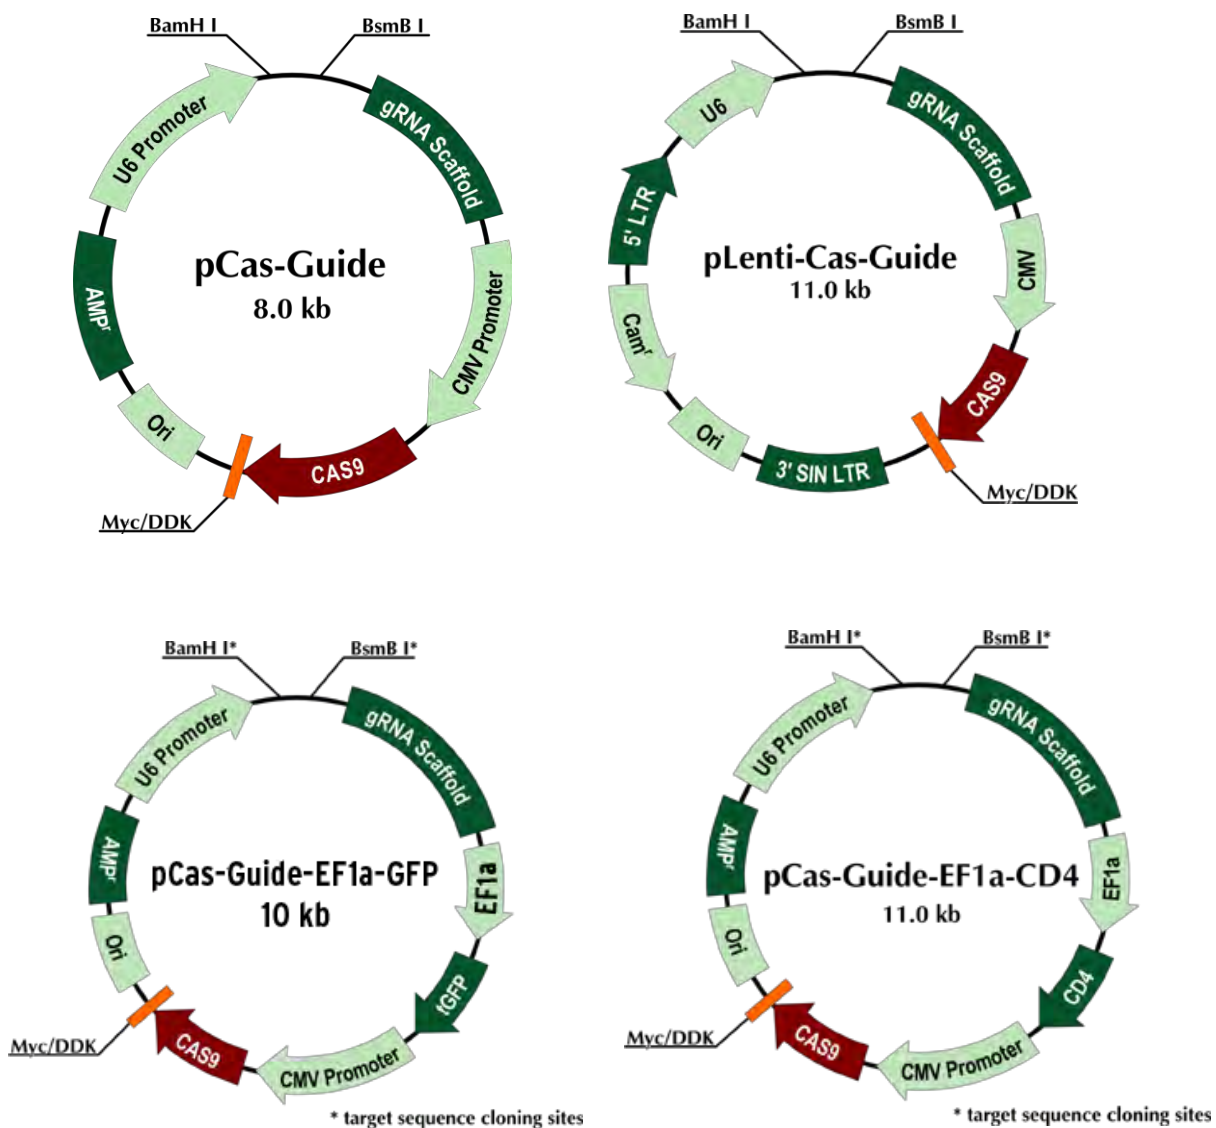 BamH I
BsmB I
U6 Promoter
gRNA Scaffold
pCas-Guide
8.0 kb
AMPʳ
CMV Promoter
Ori
CAS9
Myc/DDK
BamH I
BsmB I
U6
gRNA Scaffold
5' LTR
pLenti-Cas-Guide
11.0 kb
CMV
Camʳ
CAS9
Ori
3' SIN LTR
Myc/DDK
BamH I*
BsmB I*
U6 Promoter
gRNA Scaffold
AMPʳ
pCas-Guide-EF1a-GFP
10 kb
EF1a
Ori
tGFP
Myc/DDK
CAS9
CMV Promoter
* target sequence cloning sites
BamH I*
BsmB I*
U6 Promoter
gRNA Scaffold
AMPʳ
pCas-Guide-EF1a-CD4
11.0 kb
EF1a
Ori
CD4
Myc/DDK
CAS9
CMV Promoter
* target sequence cloning sites